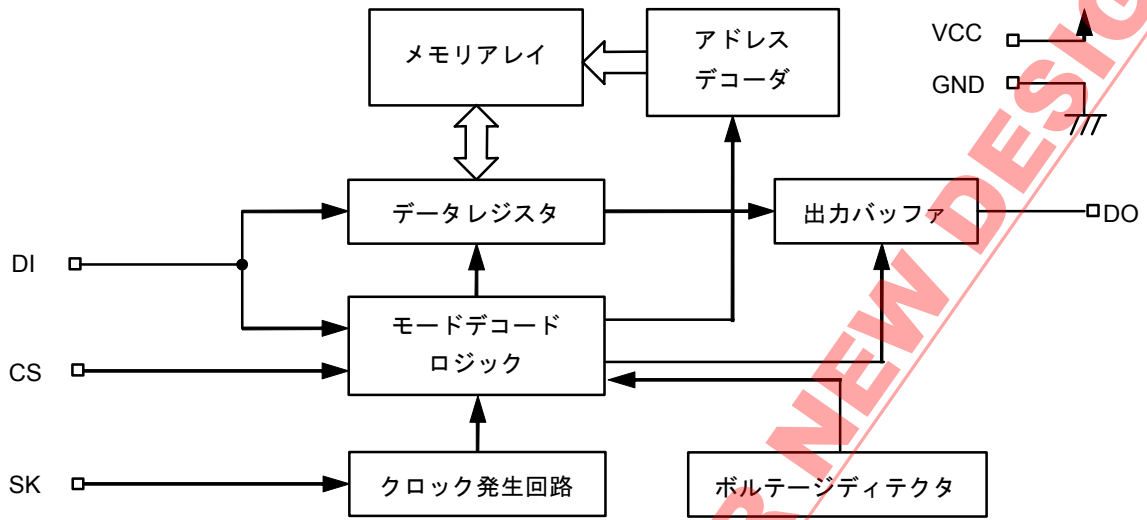 メモリアレイ
アドレス
デコーダ
VCC
GND
データレジスタ
出力バッファ
DO
DI
モードデコード
ロジック
CS
SK
クロック発生回路
ボルテージディテクタ
R NEW DESIG